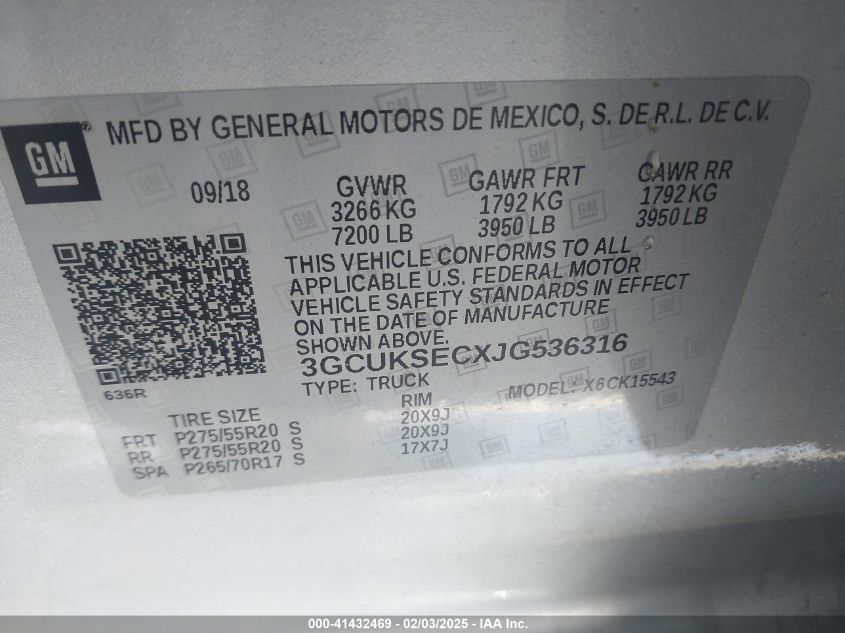 GM® MFD BY GENERAL MOTORS DE MEXICO, S. DE R.L. DE C.V.
09/18
GVWR
3266 KG
7200 LB
GAWR FRT
1792 KG
3950 LB
GAWR RR
1792 KG
3950 LB
THIS VEHICLE CONFORMS TO ALL
APPLICABLE U.S. FEDERAL MOTOR
VEHICLE SAFETY STANDARDS IN EFFECT
ON THE DATE OF MANUFACTURE
SHOWN ABOVE.
3GCUKSECXJG536316
TYPE: TRUCK MODEL: X6CK15543
636R
TIRE SIZE RIM
FRT P275/55R20 S 20X9J
RR P275/55R20 S 20X9J
SPA P265/70R17 S 17X7J
000-41432469 - 02/03/2025 - IAA Inc.